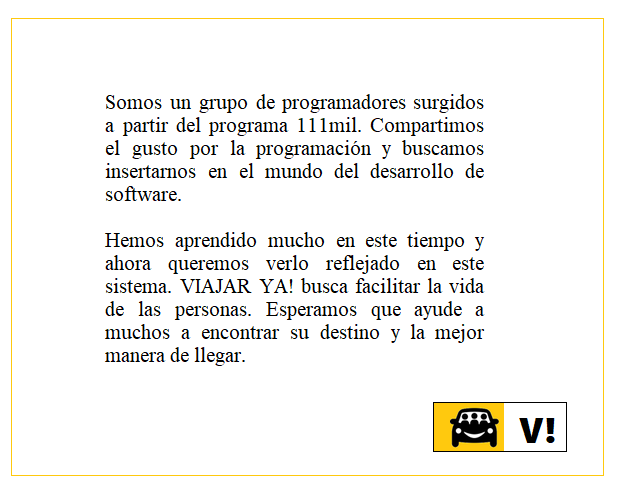 Somos un grupo de programadores surgidos
a partir del programa 111mil. Compartimos
el gusto por la programación y buscamos
insertarnos en el mundo del desarrollo de
software.
Hemos aprendido mucho en este tiempo y
ahora queremos verlo reflejado en este
sistema. VIAJAR YA! busca facilitar la vida
de las personas. Esperamos que ayude a
muchos a encontrar su destino y la mejor
manera de llegar.
V!